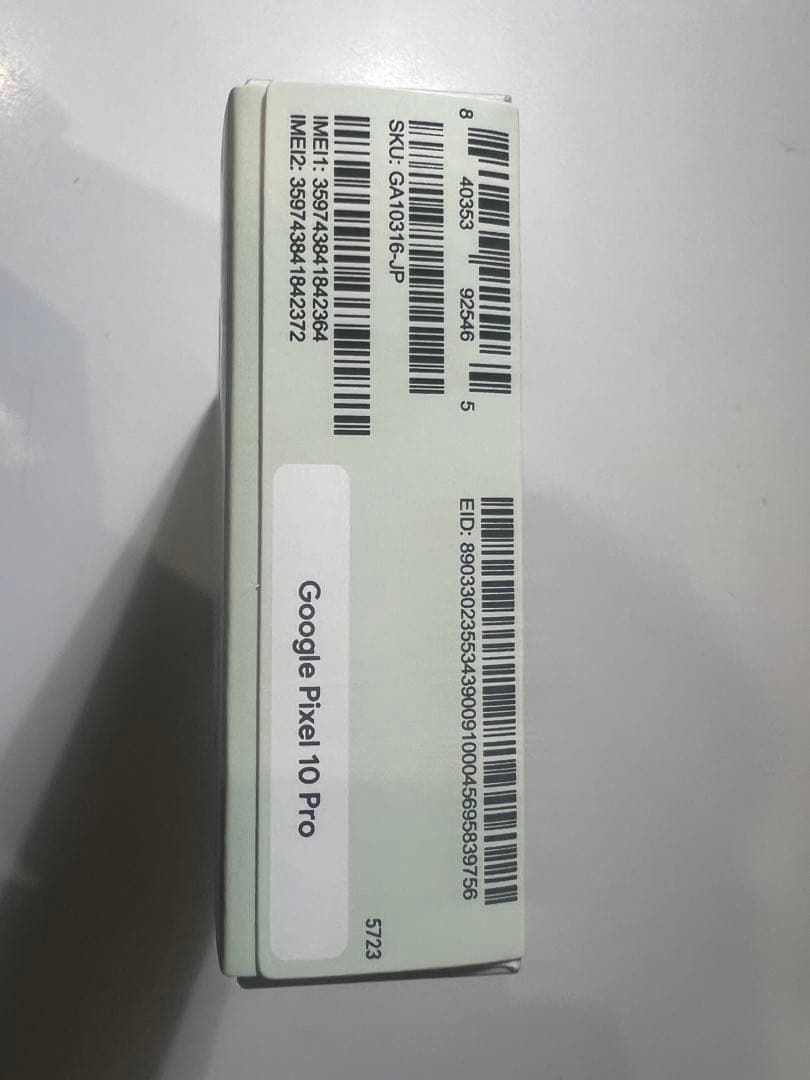 8 40353 92546 5
SKU: GA10316-JP
IMEI1: 359743841842364
IMEI2: 359743841842372
EID: 89033023553439009100045695839756
5723
Google Pixel 10 Pro